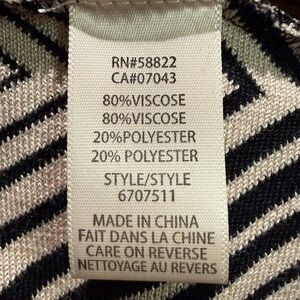 RN#58822
CA#07043
80%VISCOSE
80%VISCOSE
20%POLYESTER
20% POLYESTER
STYLE/STYLE
6707511
MADE IN CHINA
FAIT DANS LA CHINE
CARE ON REVERSE
NETTOYAGE AU REVERS